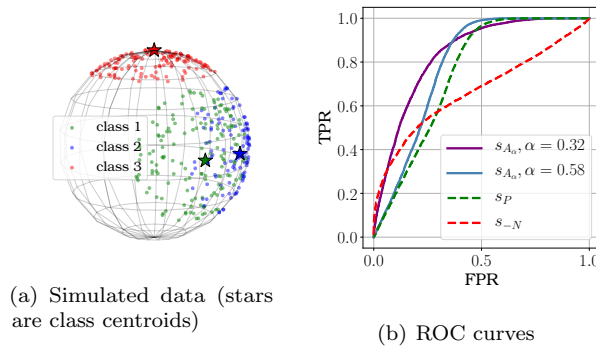 class 1
class 2
class 3
(a) Simulated data (stars
are class centroids)
TPR
1.0
0.8
0.6
0.4
0.2
0.0
s_{A_α}, α = 0.32
s_{A_α}, α = 0.58
s_P
s_{−N}
0.0
0.5
1.0
FPR
(b) ROC curves